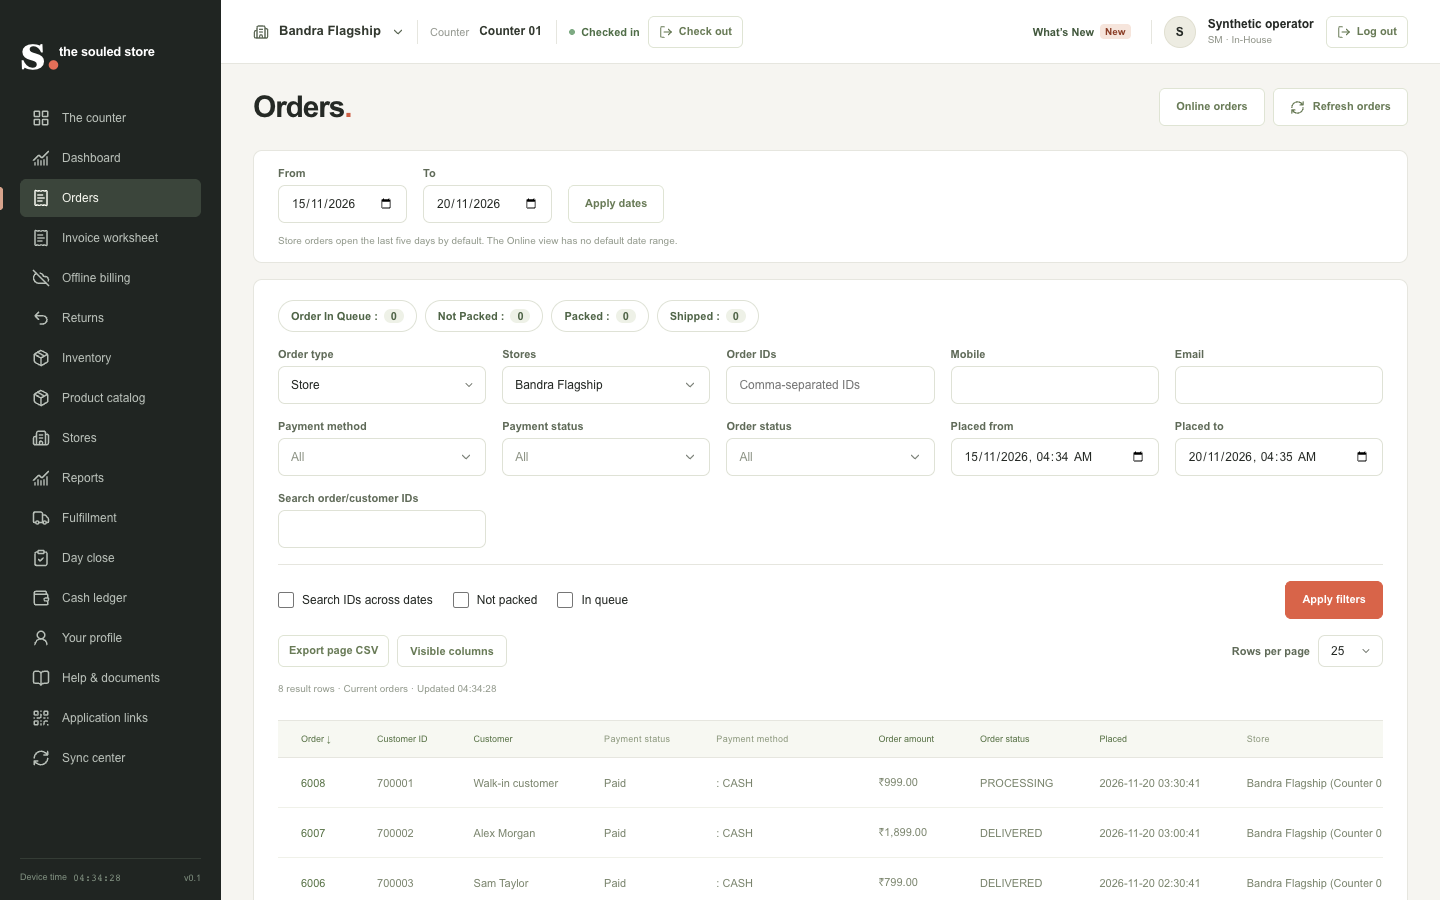 S.
the souled store
The counter
Dashboard
Orders
Invoice worksheet
Offline billing
Returns
Inventory
Product catalog
Stores
Reports
Fulfillment
Day close
Cash ledger
Your profile
Help & documents
Application links
Sync center
Device time 04:34:28 v0.1
Bandra Flagship Counter Counter 01 Checked in Check out What's New New S Synthetic operator Log out
SM · In-House
Orders. Online orders Refresh orders
From To
15/11/2026 20/11/2026 Apply dates
Store orders open the last five days by default. The Online view has no default date range.
Order In Queue : 0 Not Packed : 0 Packed : 0 Shipped : 0
Order type Stores Order IDs Mobile Email
Store Bandra Flagship Comma-separated IDs
Payment method Payment status Order status Placed from Placed to
All All All 15/11/2026, 04:34 AM 20/11/2026, 04:35 AM
Search order/customer IDs
Search IDs across dates Not packed In queue Apply filters
Export page CSV Visible columns Rows per page 25
8 result rows · Current orders · Updated 04:34:28
Order ↓ Customer ID Customer Payment status Payment method Order amount Order status Placed Store
6008 700001 Walk-in customer Paid : CASH ₹999.00 PROCESSING 2026-11-20 03:30:41 Bandra Flagship (Counter 0
6007 700002 Alex Morgan Paid : CASH ₹1,899.00 DELIVERED 2026-11-20 03:00:41 Bandra Flagship (Counter 0
6006 700003 Sam Taylor Paid : CASH ₹799.00 DELIVERED 2026-11-20 02:30:41 Bandra Flagship (Counter 0